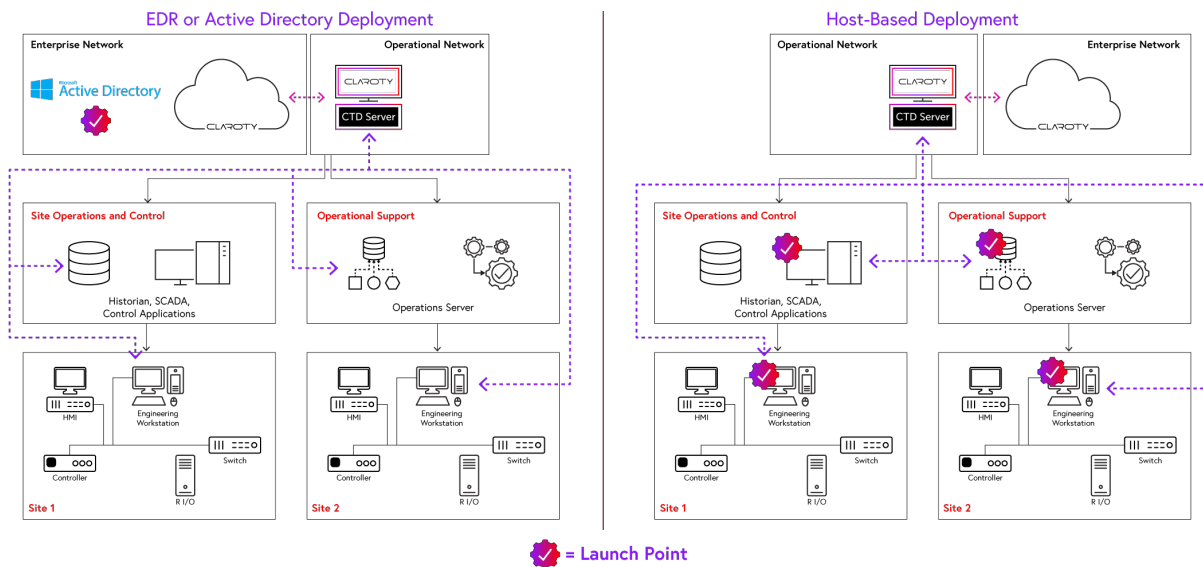 EDR or Active Directory Deployment
Enterprise Network
Operational Network
Microsoft
Active Directory
CLAROTY
CLAROTY
CTD Server
Site Operations and Control
Historian, SCADA,
Control Applications
Operational Support
Operations Server
HMI
Engineering
Workstation
Switch
Controller
R I/O
Site 1
HMI
Engineering
Workstation
Switch
Controller
R I/O
Site 2
Host-Based Deployment
Operational Network
Enterprise Network
CLAROTY
CTD Server
CLAROTY
Site Operations and Control
Historian, SCADA,
Control Applications
Operational Support
Operations Server
HMI
Engineering
Workstation
Switch
Controller
R I/O
Site 1
HMI
Engineering
Workstation
Switch
Controller
R I/O
Site 2
= Launch Point